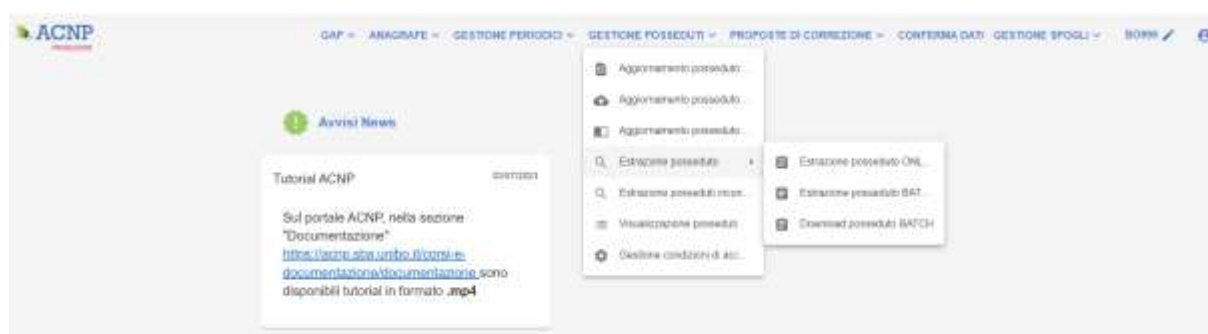 ACNP
GAP
ANAGRAFE
GESTIONE PERIODICI
GESTIONE POSSEDUTI
PROPOSTE DI CORREZIONE
CONFERMA DATI
GESTIONE SPOGLI
BO996
Aggiornamento posseduto...
Aggiornamento posseduto...
Aggiornamento posseduto...
Estrazione posseduto
Estrazione posseduti incon...
Visualizzazione posseduti
Gestione condizioni di acc...
Estrazione posseduto ONL...
Estrazione posseduto BAT...
Download posseduto BATCH
Avvisi News
Tutorial ACNP
Sul portale ACNP, nella sezione
"Documentazione"
https://acnp.sba.unibo.it/corsi-e-
documentazione/documentazione sono
disponibili tutorial in formato .mp4